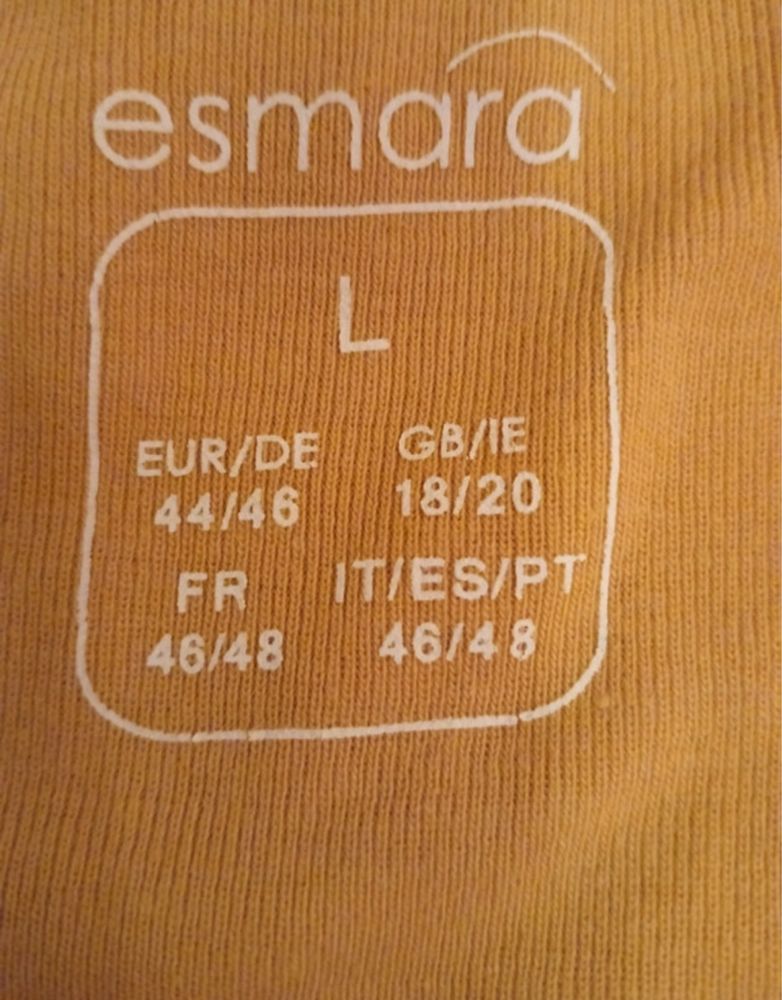 esmara
L
EUR/DE GB/IE
44/46 18/20
FR IT/ES/PT
46/48 46/48